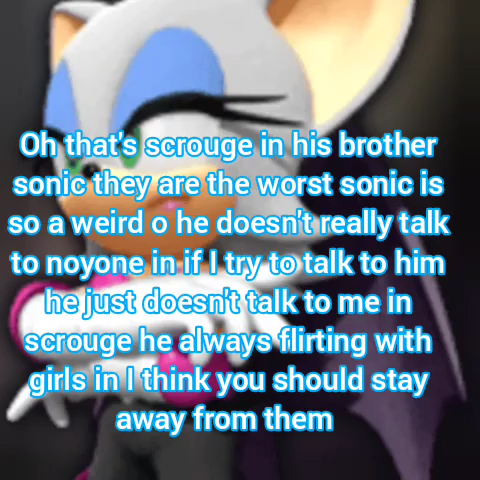 Oh that's scrouge in his brother
sonic they are the worst sonic is
so a weird o he doesn't really talk
to noyone in if I try to talk to him
he just doesn't talk to me in
scrouge he always flirting with
girls in I think you should stay
away from them